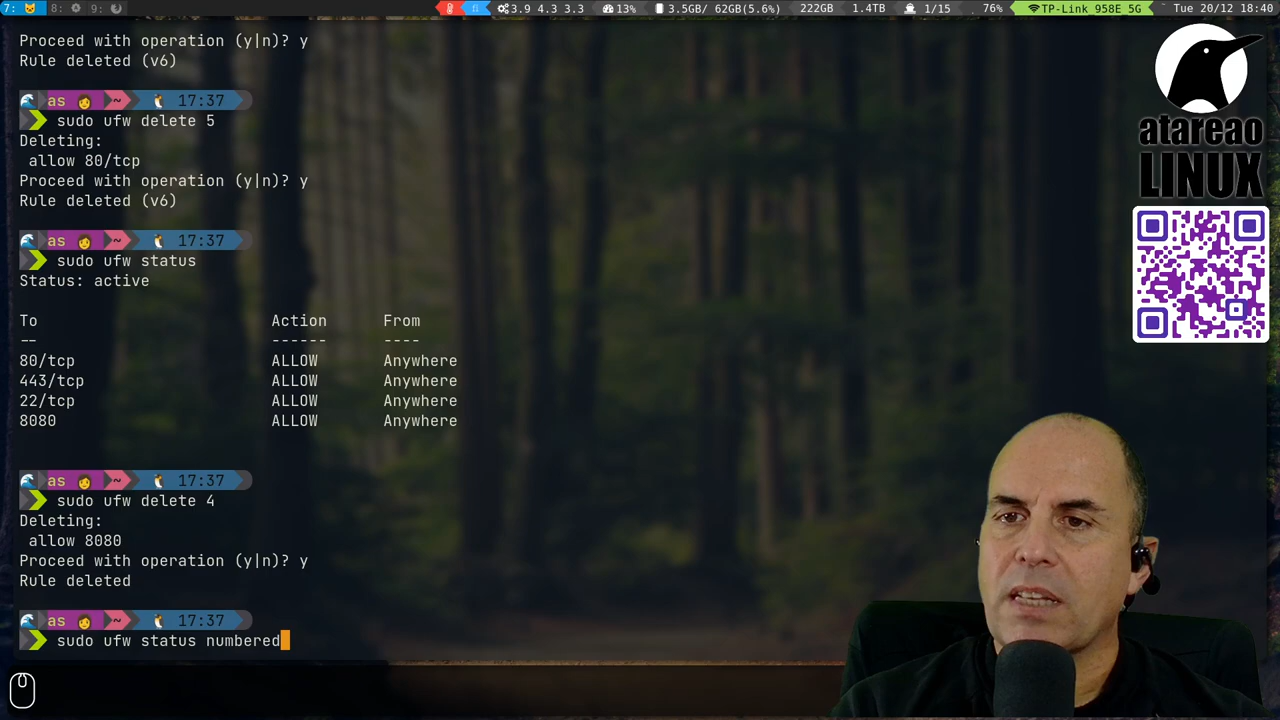 7: 8: 9: 3.9 4.3 3.3 13% 3.5GB/ 62GB(5.6%) 222GB 1.4TB 1/15 76% TP-Link 958E 5G Tue 20/12 18:40
Proceed with operation (y|n)? y
Rule deleted (v6)
as ~ 17:37
sudo ufw delete 5
Deleting:
allow 80/tcp
Proceed with operation (y|n)? y
Rule deleted (v6)
as ~ 17:37
sudo ufw status
Status: active
To Action From
-- ------ ----
80/tcp ALLOW Anywhere
443/tcp ALLOW Anywhere
22/tcp ALLOW Anywhere
8080 ALLOW Anywhere
as ~ 17:37
sudo ufw delete 4
Deleting:
allow 8080
Proceed with operation (y|n)? y
Rule deleted
as ~ 17:37
sudo ufw status numbered
atareao
LINUX